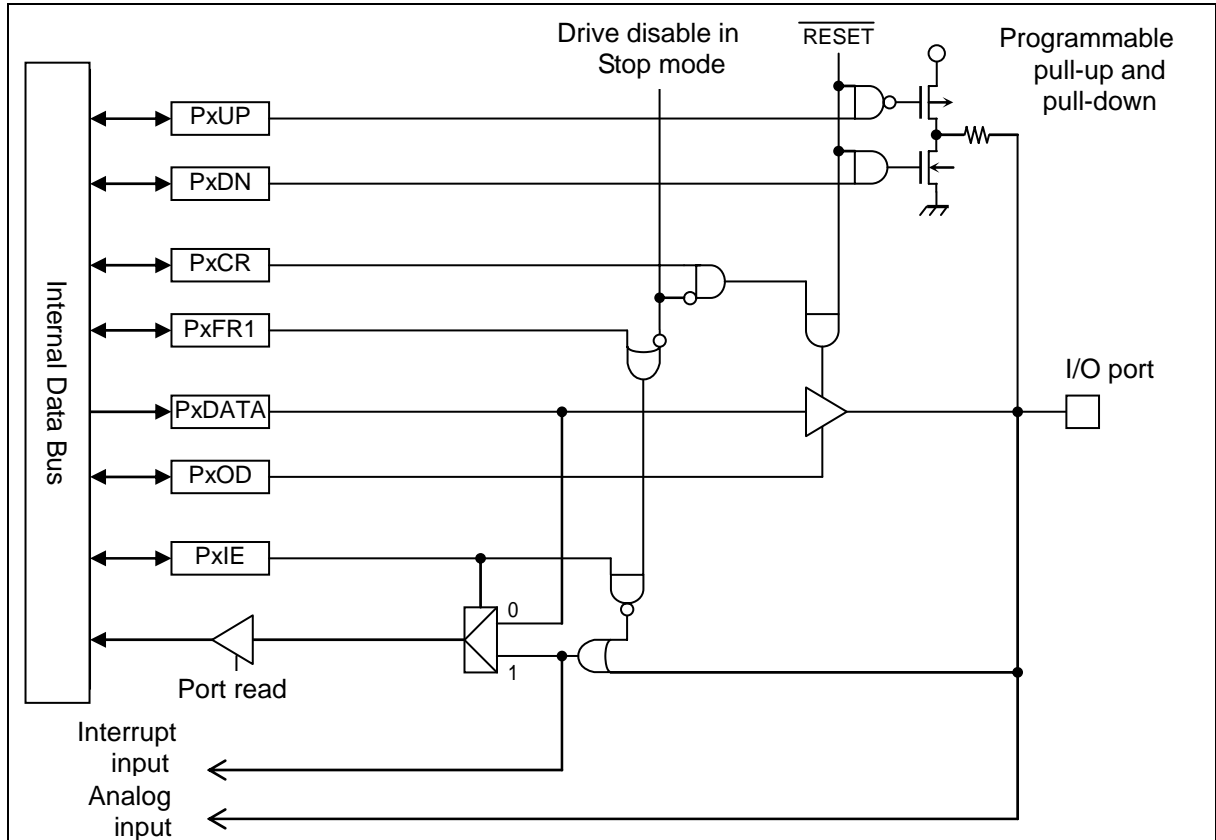 Drive disable in
Stop mode
RESET
Programmable
pull-up and
pull-down
Internal Data Bus
PxUP
PxDN
PxCR
PxFR1
PxDATA
PxOD
PxIE
I/O port
0
1
Port read
Interrupt
input
Analog
input